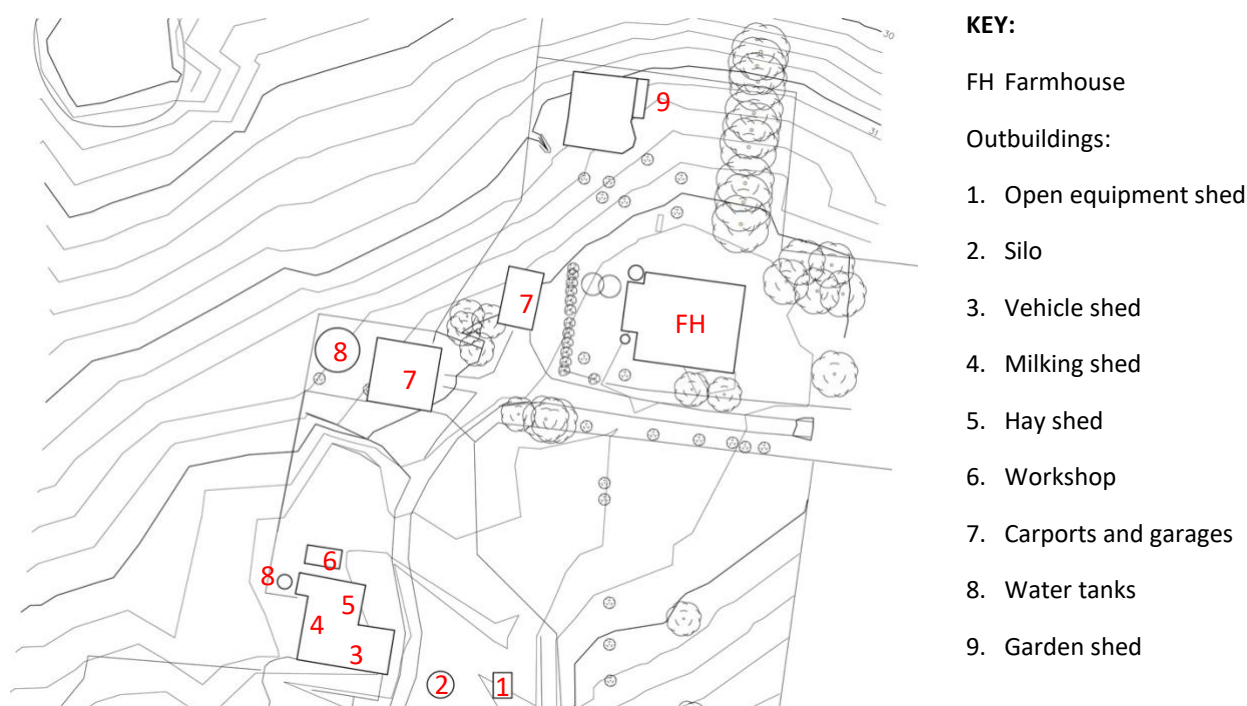 30
31
9
7
FH
8
7
6
8
5
4
3
2
1
KEY:
FH Farmhouse
Outbuildings:
1. Open equipment shed
2. Silo
3. Vehicle shed
4. Milking shed
5. Hay shed
6. Workshop
7. Carports and garages
8. Water tanks
9. Garden shed